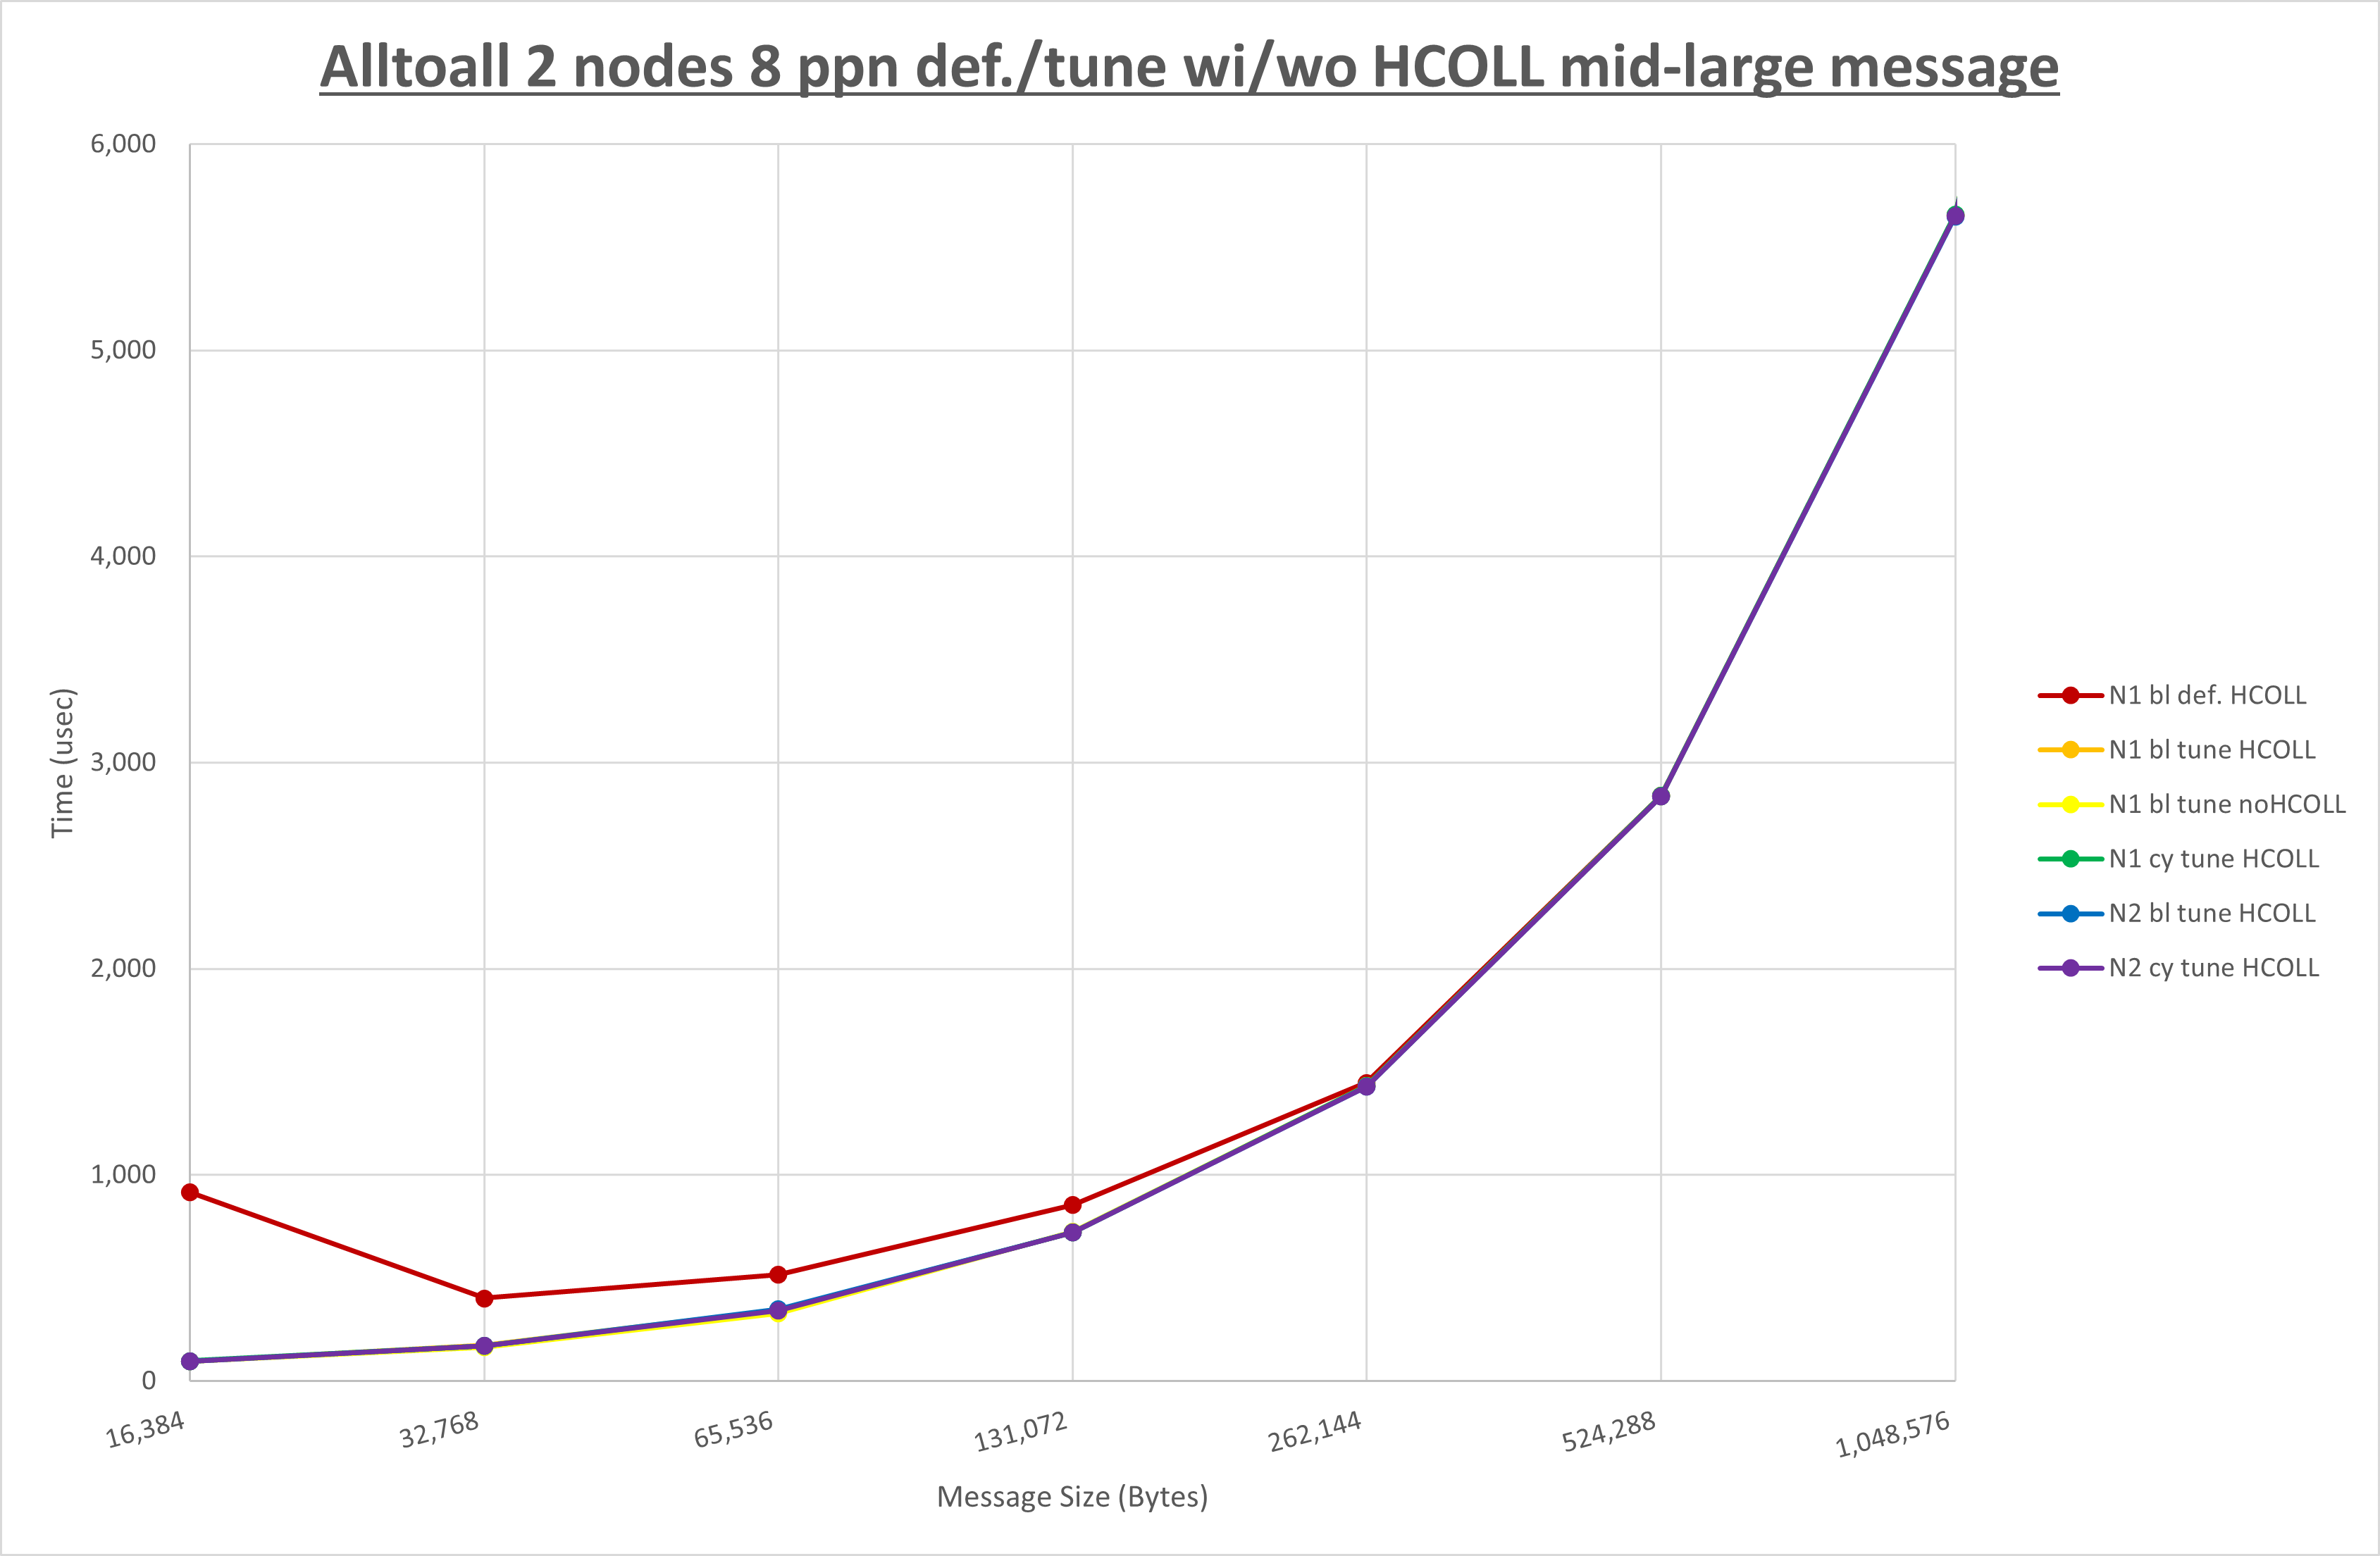 Alltoall 2 nodes 8 ppn def./tune wi/wo HCOLL mid-large message
6,000
5,000
4,000
3,000
2,000
1,000
0
Time (usec)
16,384
32,768
65,536
131,072
262,144
524,288
1,048,576
Message Size (Bytes)
N1 bl def. HCOLL
N1 bl tune HCOLL
N1 bl tune noHCOLL
N1 cy tune HCOLL
N2 bl tune HCOLL
N2 cy tune HCOLL